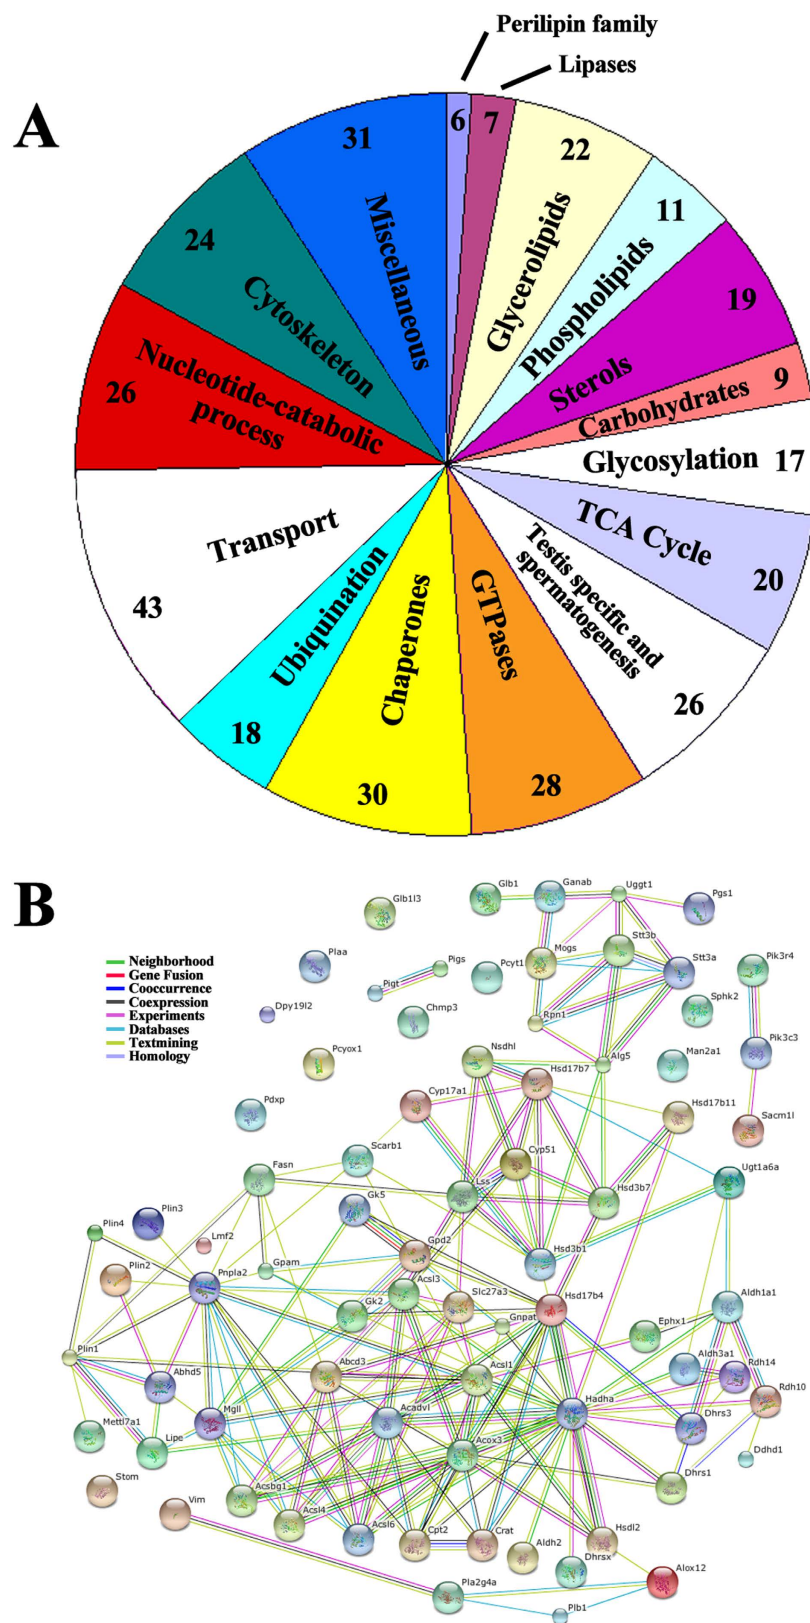 Perilipin family
Lipases
A
6
7
22
Glycerolipids
11
Phospholipids
19
Sterols
9
Carbohydrates
Glycosylation 17
TCA Cycle
20
Testis specific and
spermatogenesis
26
GTPases
28
Chaperones
30
Ubiquination
18
Transport
43
Nucleotide-catabolic
process
26
Cytoskeleton
24
Miscellaneous
31
B
Neighborhood
Gene Fusion
Cooccurrence
Coexpression
Experiments
Databases
Textmining
Homology
Glb1l3
Glb1
Ganab
Uggt1
Pgs1
Plaa
Pigs
Pigt
Pcyt1
Mogs
Stt3b
Stt3a
Pik3r4
Dpy19l2
Chmp3
Rpn1
Sphk2
Pcyox1
Nsdhl
Alg5
Man2a1
Pik3c3
Hsd17b7
Cyp17a1
Hsd17b11
Sacm1l
Pdxp
Scarb1
Cyp51
Fasn
Lss
Hsd3b7
Ugt1a6a
Gk5
Plin3
Plin4
Lmf2
Gpd2
Hsd3b1
Plin2
Pnpla2
Gpam
Acsl3
Slc27a3
Hsd17b4
Aldh1a1
Gk2
Gnpat
Ephx1
Plin1
Abhd5
Abcd3
Acsl1
Aldh3a1
Rdh14
Rdh10
Mettl7a1
Lipe
Mgll
Acadvl
Hadha
Dhrs3
Acox3
Ddhd1
Stom
Acsbg1
Dhrs1
Vim
Acsl4
Acsl6
Cpt2
Crat
Aldh2
Hsdl2
Dhrsx
Alox12
Pla2g4a
Plb1